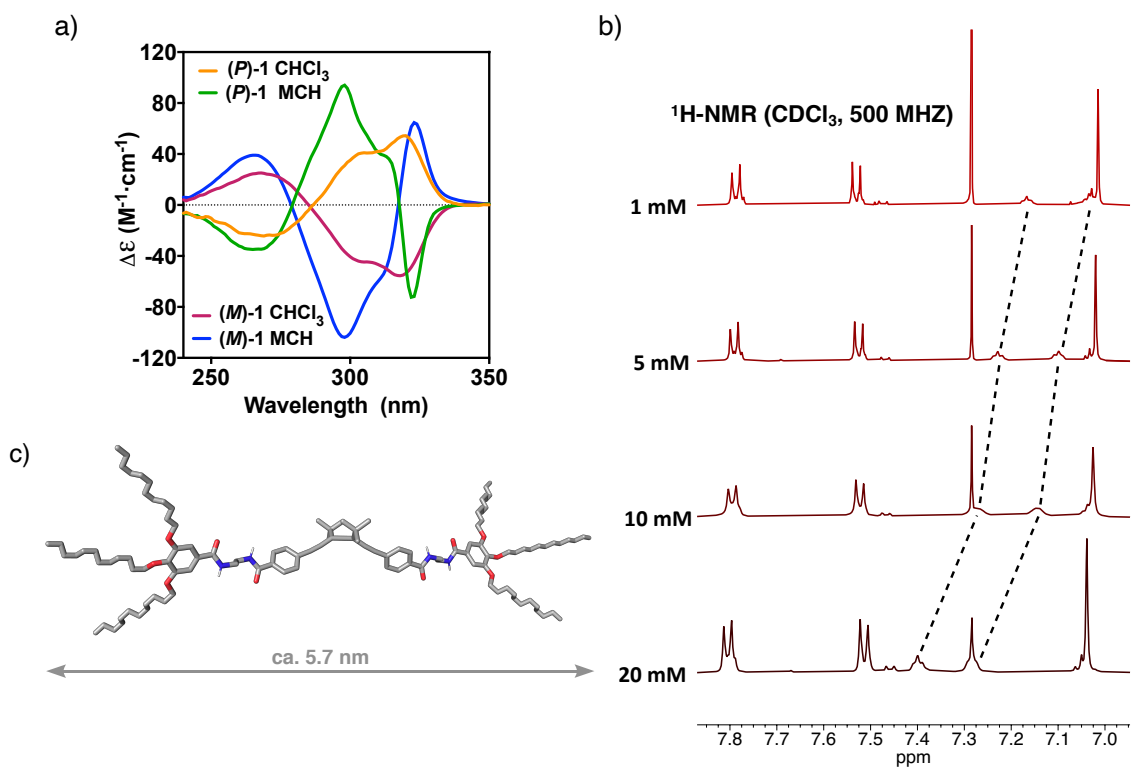 a)
120
80
40
0
-40
-80
-120
Δε (M⁻¹·cm⁻¹)
(P)-1 CHCl₃
(P)-1 MCH
(M)-1 CHCl₃
(M)-1 MCH
250
300
350
Wavelength (nm)
b)
¹H-NMR (CDCl₃, 500 MHZ)
1 mM
5 mM
10 mM
20 mM
7.8
7.7
7.6
7.5
7.4
7.3
7.2
7.1
7.0
ppm
c)
ca. 5.7 nm